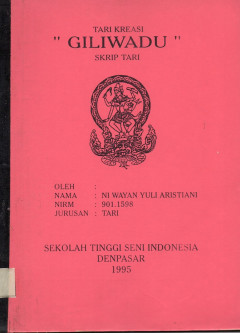 TARI KREASI
" GILIWADU "
SKRIP TARI
OLEH :
NAMA : NI WAYAN YULI ARISTIANI
NIRM : 901.1598
JURUSAN : TARI
SEKOLAH TINGGI SENI INDONESIA
DENPASAR
1995